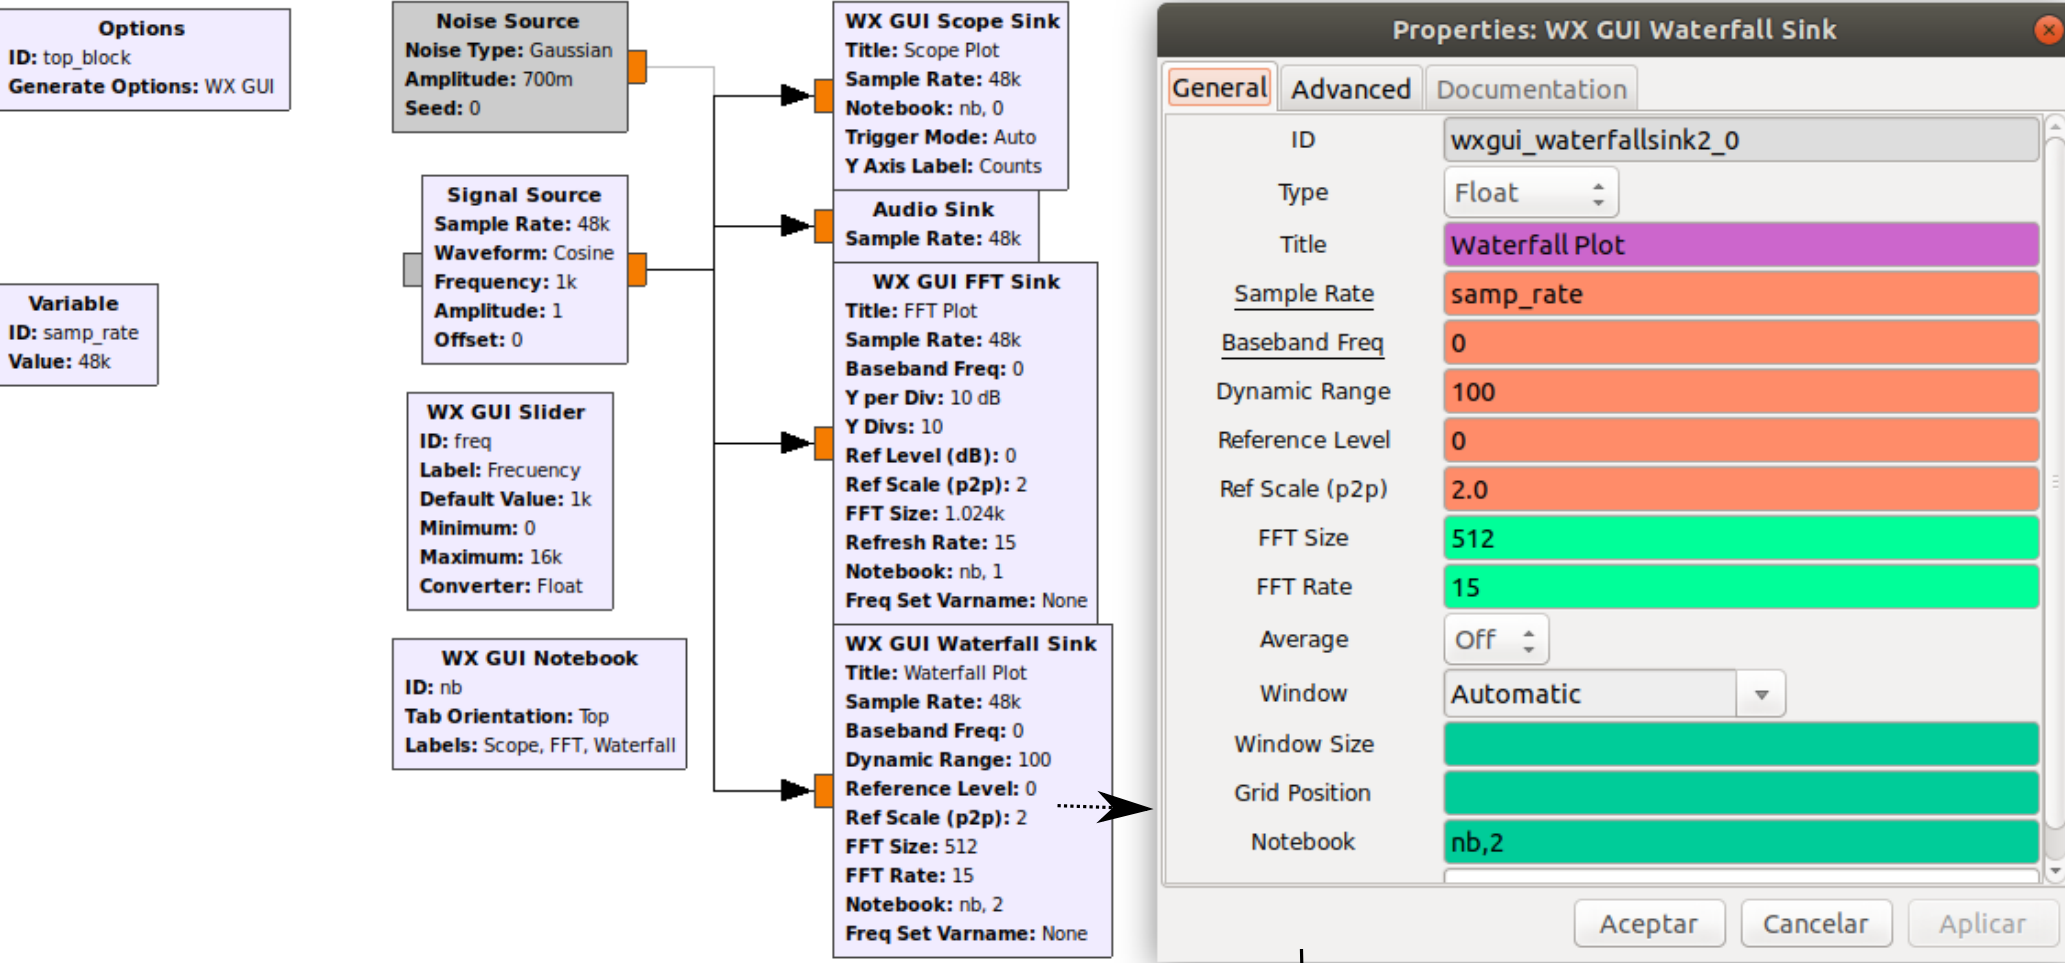 Options
ID: top_block
Generate Options: WX GUI
Variable
ID: samp_rate
Value: 48k
Noise Source
Noise Type: Gaussian
Amplitude: 700m
Seed: 0
Signal Source
Sample Rate: 48k
Waveform: Cosine
Frequency: 1k
Amplitude: 1
Offset: 0
WX GUI Slider
ID: freq
Label: Frecuency
Default Value: 1k
Minimum: 0
Maximum: 16k
Converter: Float
WX GUI Notebook
ID: nb
Tab Orientation: Top
Labels: Scope, FFT, Waterfall
WX GUI Scope Sink
Title: Scope Plot
Sample Rate: 48k
Notebook: nb, 0
Trigger Mode: Auto
Y Axis Label: Counts
Audio Sink
Sample Rate: 48k
WX GUI FFT Sink
Title: FFT Plot
Sample Rate: 48k
Baseband Freq: 0
Y per Div: 10 dB
Y Divs: 10
Ref Level (dB): 0
Ref Scale (p2p): 2
FFT Size: 1.024k
Refresh Rate: 15
Notebook: nb, 1
Freq Set Varname: None
WX GUI Waterfall Sink
Title: Waterfall Plot
Sample Rate: 48k
Baseband Freq: 0
Dynamic Range: 100
Reference Level: 0
Ref Scale (p2p): 2
FFT Size: 512
FFT Rate: 15
Notebook: nb, 2
Freq Set Varname: None
Properties: WX GUI Waterfall Sink
General Advanced Documentation
ID wxgui_waterfallsink2_0
Type Float
Title Waterfall Plot
Sample Rate samp_rate
Baseband Freq 0
Dynamic Range 100
Reference Level 0
Ref Scale (p2p) 2.0
FFT Size 512
FFT Rate 15
Average Off
Window Automatic
Window Size
Grid Position
Notebook nb,2
Aceptar Cancelar Aplicar